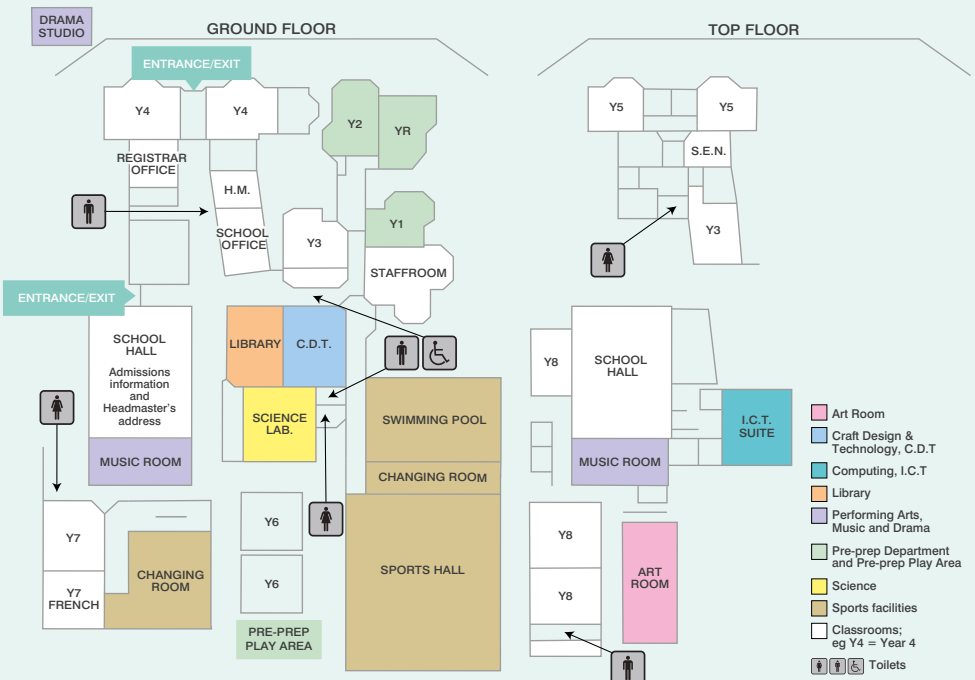 DRAMA
STUDIO
GROUND FLOOR
TOP FLOOR
ENTRANCE/EXIT
Y4
Y4
Y2
YR
REGISTRAR
OFFICE
H.M.
SCHOOL
OFFICE
Y3
Y1
STAFFROOM
ENTRANCE/EXIT
SCHOOL
HALL
Admissions
information
and
Headmaster's
address
LIBRARY
C.D.T.
SCIENCE
LAB.
SWIMMING POOL
MUSIC ROOM
CHANGING ROOM
Y7
Y7
FRENCH
CHANGING
ROOM
Y6
Y6
SPORTS HALL
PRE-PREP
PLAY AREA
Y5
Y5
S.E.N.
Y3
Y8
SCHOOL
HALL
I.C.T.
SUITE
MUSIC ROOM
Y8
Y8
ART
ROOM
Art Room
Craft Design &
Technology, C.D.T
Computing, I.C.T
Library
Performing Arts,
Music and Drama
Pre-prep Department
and Pre-prep Play Area
Science
Sports facilities
Classrooms;
eg Y4 = Year 4
Toilets